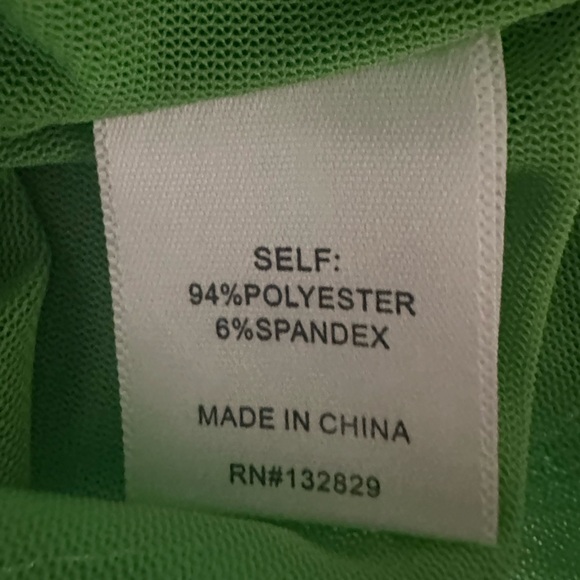 SELF:
94%POLYESTER
6%SPANDEX
MADE IN CHINA
RN#132829